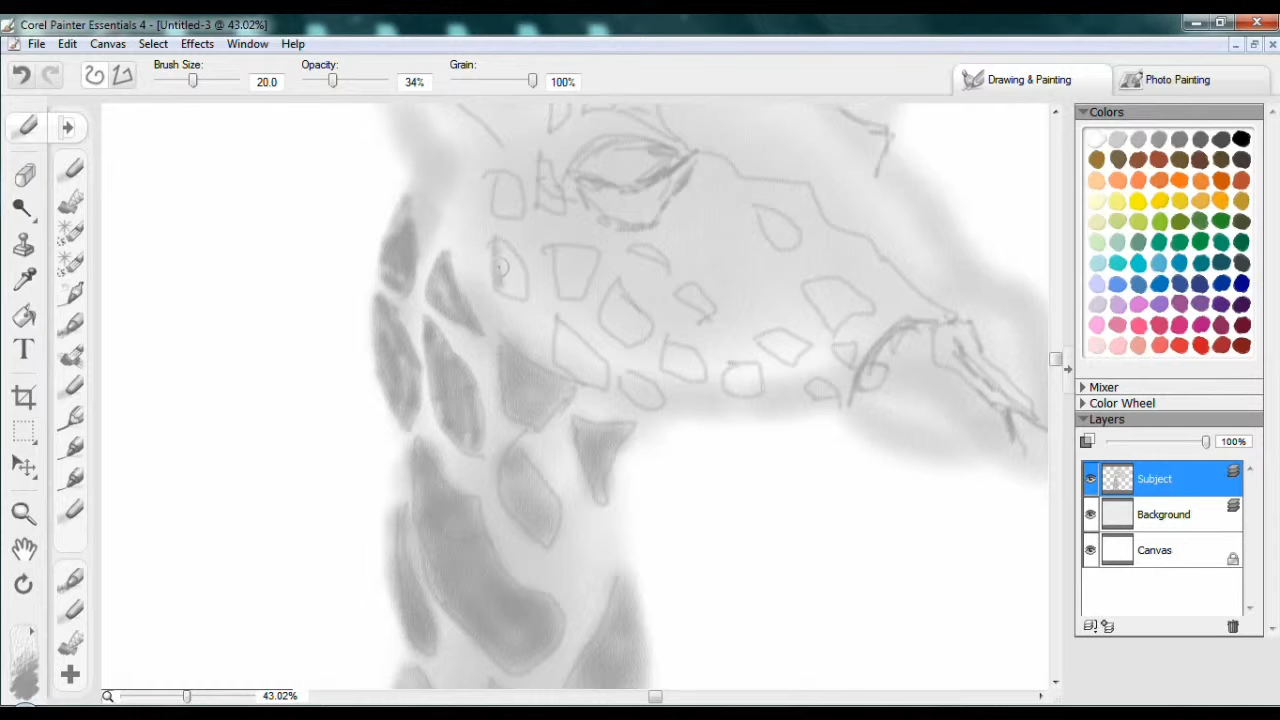 Corel Painter Essentials 4 - [Untitled-3 @ 43.02%]
File Edit Canvas Select Effects Window Help
Brush Size: 20.0 Opacity: 34% Grain: 100%
Drawing & Painting Photo Painting
Colors
Mixer
Color Wheel
Layers
100%
Subject
Background
Canvas
T
43.02%